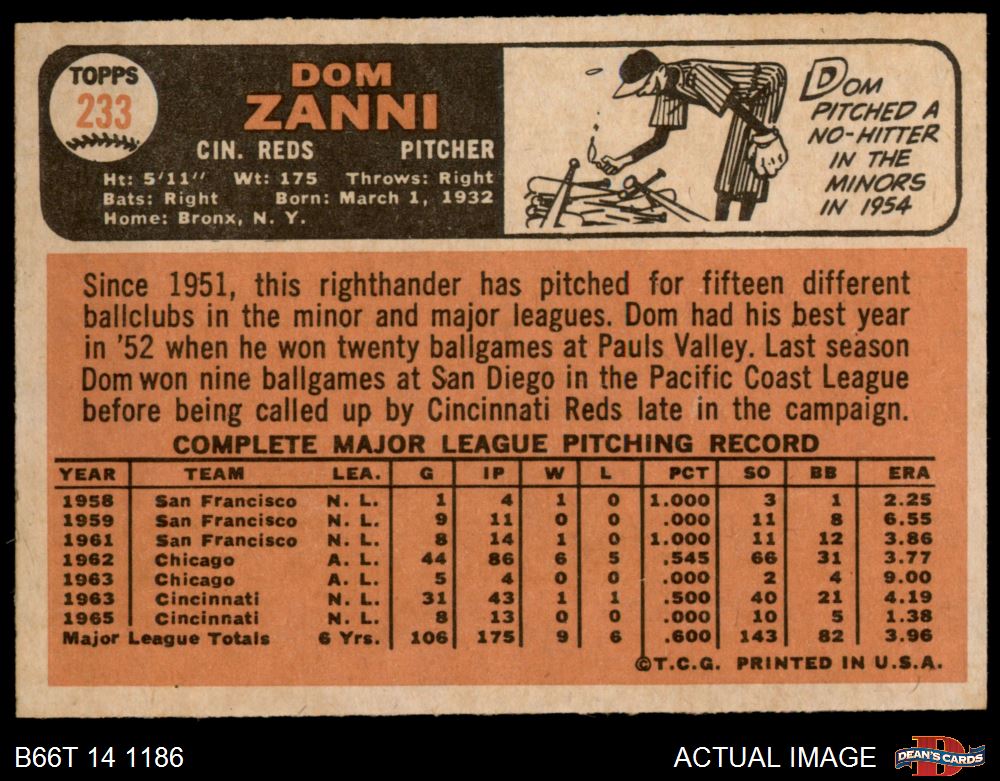 TOPPS
233
DOM
ZANNI
CIN. REDS PITCHER
Ht: 5'11" Wt: 175 Throws: Right
Bats: Right Born: March 1, 1932
Home: Bronx, N. Y.
DOM
PITCHED A
NO-HITTER
IN THE
MINORS
IN 1954
Since 1951, this righthander has pitched for fifteen different
ballclubs in the minor and major leagues. Dom had his best year
in '52 when he won twenty ballgames at Pauls Valley. Last season
Dom won nine ballgames at San Diego in the Pacific Coast League
before being called up by Cincinnati Reds late in the campaign.
COMPLETE MAJOR LEAGUE PITCHING RECORD
YEAR TEAM LEA. G IP W L PCT SO BB ERA
1958 San Francisco N. L. 1 4 1 0 1.000 3 1 2.25
1959 San Francisco N. L. 9 11 0 0 .000 11 8 6.55
1961 San Francisco N. L. 8 14 1 0 1.000 11 12 3.86
1962 Chicago A. L. 44 86 6 5 .545 66 31 3.77
1963 Chicago A. L. 5 4 0 0 .000 2 4 9.00
1963 Cincinnati N. L. 31 43 1 1 .500 40 21 4.19
1965 Cincinnati N. L. 8 13 0 0 .000 10 5 1.38
Major League Totals 6 Yrs. 106 175 9 6 .600 143 82 3.96
©T.C.G. PRINTED IN U.S.A.
B66T 14 1186 ACTUAL IMAGE DEAN'S CARDS